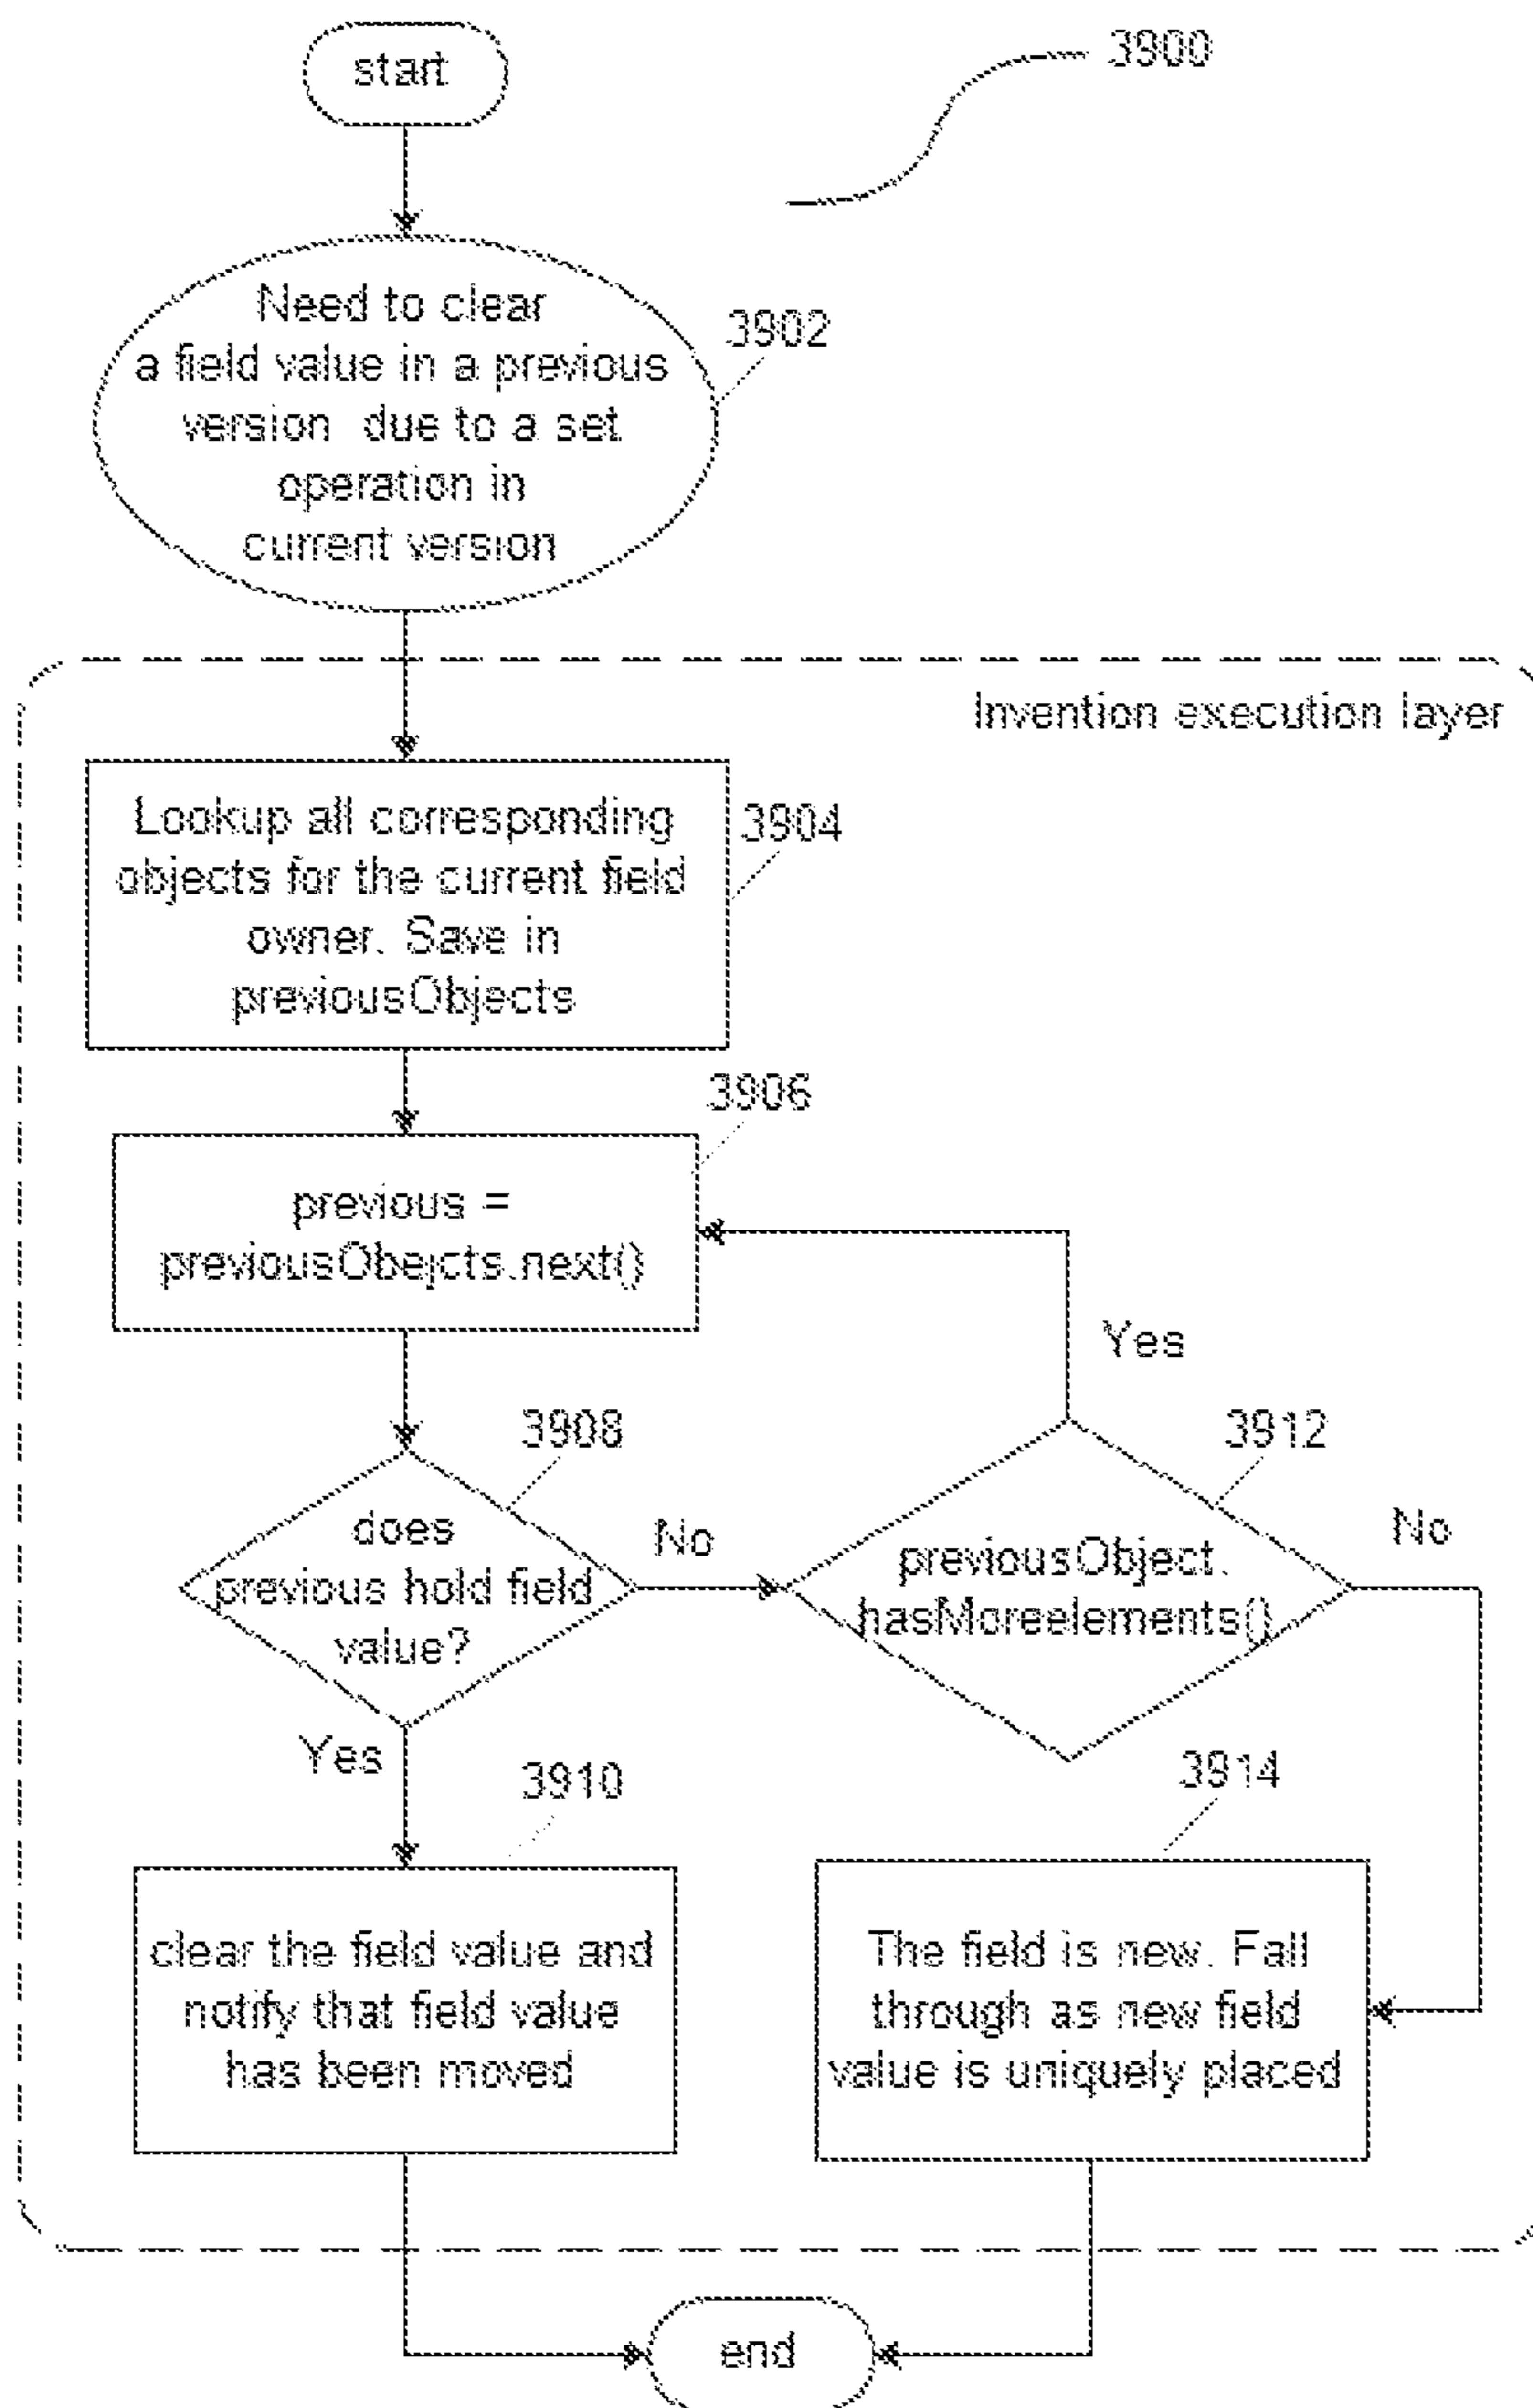 start
3900
Need to clear
a field value in a previous
version due to a set
operation in
current version
3902
Invention execution layer
Lookup all corresponding
objects for the current field
owner. Save in
previousObjects
3904
3906
previous =
previousObejcts.next()
Yes
3908
3912
does
previous hold field
value?
No
previousObject.
hasMoreelements()
No
Yes
3910
3914
clear the field value and
notify that field value
has been moved
The field is new. Fall
through as new field
value is uniquely placed
end